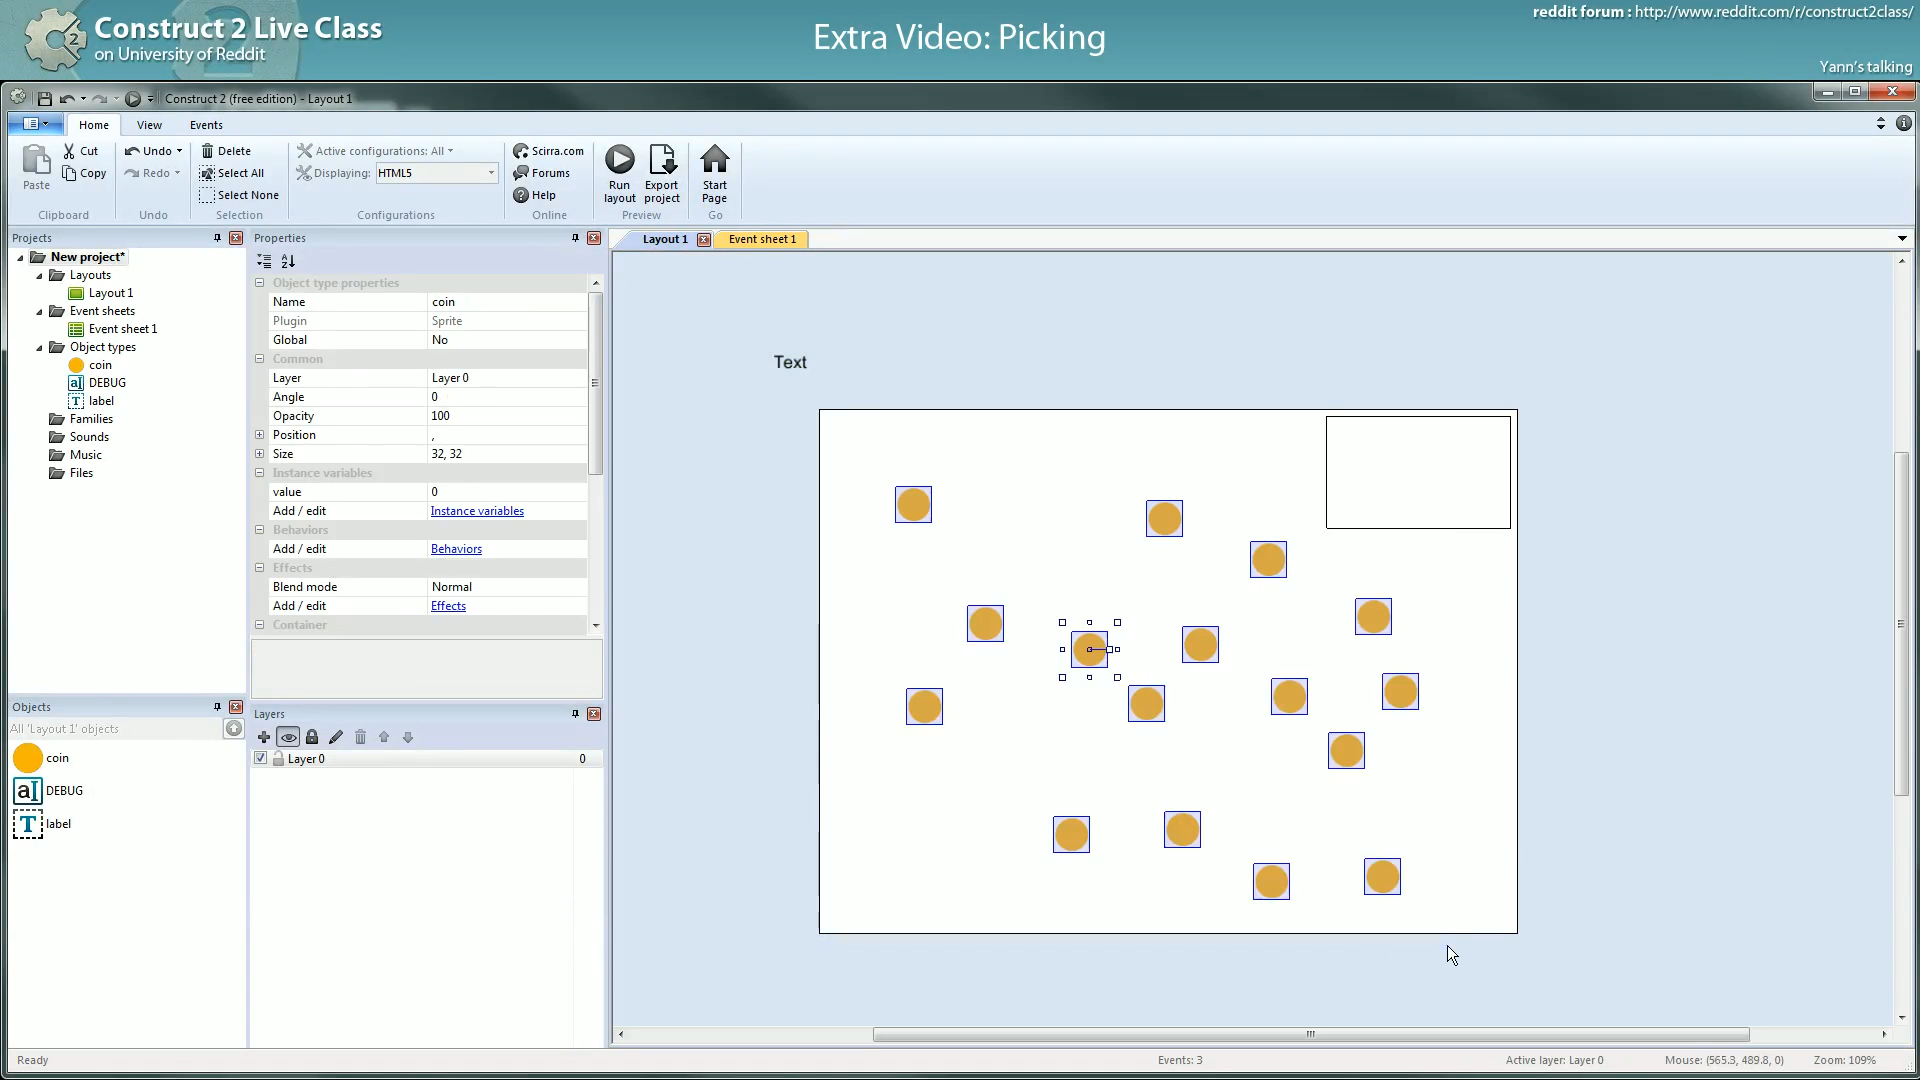 Construct 2 Live Class
on University of Reddit
Extra Video: Picking
reddit forum : http://www.reddit.com/r/construct2class/
Yann's talking
Construct 2 (free edition) - Layout 1
Home
View
Events
Paste
Cut
Copy
Clipboard
Undo
Redo
Undo
Delete
Select All
Select None
Selection
Active configurations: All
Displaying:
HTML5
Configurations
Scirra.com
Forums
Help
Online
Run
layout
Export
project
Preview
Start
Page
Go
Projects
New project*
Layouts
Layout 1
Event sheets
Event sheet 1
Object types
coin
DEBUG
label
Families
Sounds
Music
Files
Properties
Object type properties
Name coin
Plugin Sprite
Global No
Common
Layer Layer 0
Angle 0
Opacity 100
Position ,
Size 32, 32
Instance variables
value 0
Add / edit Instance variables
Behaviors
Add / edit Behaviors
Effects
Blend mode Normal
Add / edit Effects
Container
Objects
All 'Layout 1' objects
coin
DEBUG
label
Layers
Layer 0 0
Layout 1
Event sheet 1
Text
Ready
Events: 3
Active layer: Layer 0
Mouse: (565.3, 489.8, 0)
Zoom: 109%